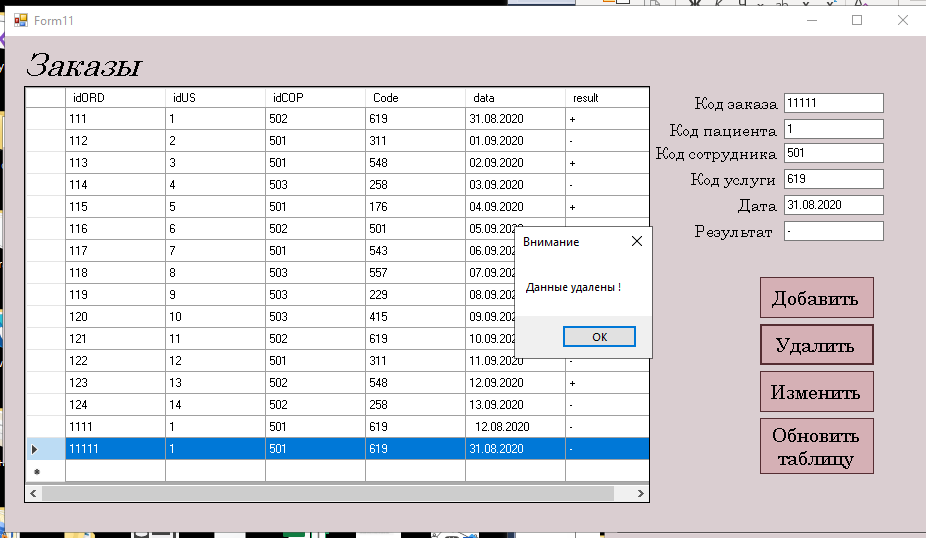 Form11
Заказы
idORD idUS idCOP Code data result
111 1 502 619 31.08.2020 +
112 2 501 311 01.09.2020 -
113 3 501 548 02.09.2020 +
114 4 503 258 03.09.2020 -
115 5 501 176 04.09.2020 +
116 6 502 501 05.09.202
117 7 501 543 06.09.202
118 8 503 557 07.09.202
119 9 503 229 08.09.202
120 10 503 415 09.09.202
121 11 502 619 10.09.202
122 12 501 311 11.09.2020 -
123 13 502 548 12.09.2020 +
124 14 502 258 13.09.2020 -
1111 1 501 619 12.08.2020 -
11111 1 501 619 31.08.2020 -
Код заказа 11111
Код пациента 1
Код сотрудника 501
Код услуги 619
Дата 31.08.2020
Результат -
Внимание
Данные удалены !
OK
Добавить
Удалить
Изменить
Обновить
таблицу